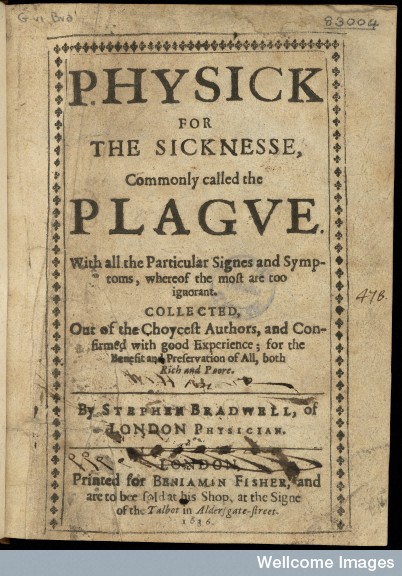 G.vi. Bra'
83004
PHYSICK
FOR
THE SICKNESSE,
Commonly called the
PLAGVE.
With all the Particular Signes and Symp-
toms, whereof the most are too
ignorant.
COLLECTED,
Out of the Choycest Authors, and Con-
firmed with good Experience; for the
Benefit and Preservation of All, both
Rich and Poore.
476.
By STEPHEN BRADWELL, of
LONDON PHYSICIAN.
LONDON,
Printed for BENIAMIN FISHER, and
are to bee sold at his Shop, at the Signe
of the Talbot in Aldersgate-street.
1636.
Wellcome Images